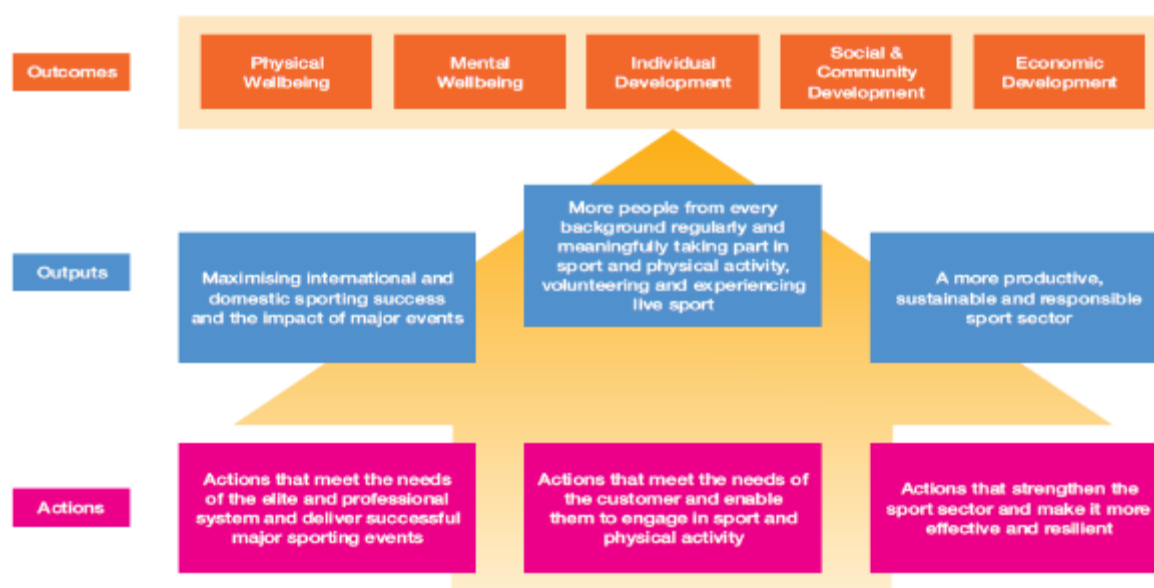 Outcomes
Physical
Wellbeing
Mental
Wellbeing
Individual
Development
Social &
Community
Development
Economic
Development
Outputs
Maximising international and
domestic sporting success
and the impact of major events
More people from every
background regularly and
meaningfully taking part in
sport and physical activity,
volunteering and experiencing
live sport
A more productive,
sustainable and responsible
sport sector
Actions
Actions that meet the needs
of the elite and professional
system and deliver successful
major sporting events
Actions that meet the needs of
the customer and enable
them to engage in sport and
physical activity
Actions that strengthen the
sport sector and make it more
effective and resilient